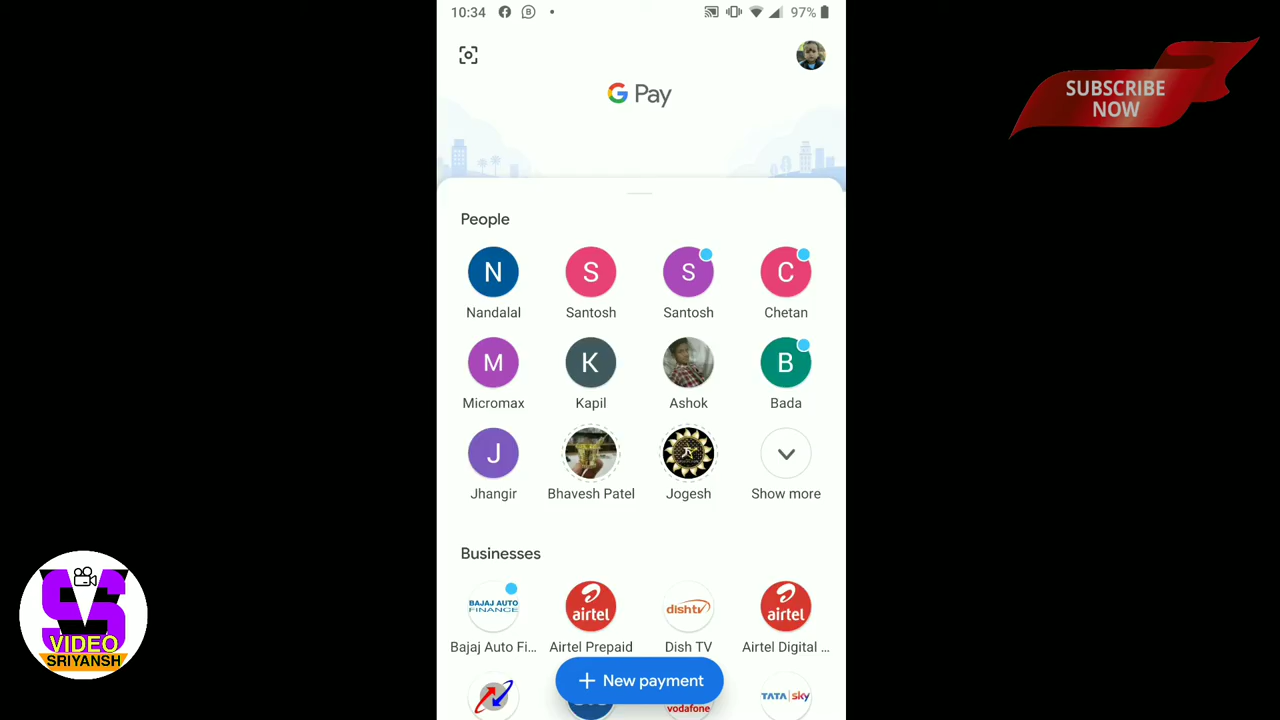 10:34
97%
SUBSCRIBE
NOW
G Pay
People
N
S
S
C
Nandalal
Santosh
Santosh
Chetan
M
K
B
Micromax
Kapil
Ashok
Bada
J
Jhangir
Bhavesh Patel
Jogesh
Show more
Businesses
BAJAJ AUTO
FINANCE
airtel
dishtv
airtel
Bajaj Auto Fi...
Airtel Prepaid
Dish TV
Airtel Digital ...
New payment
vodafone
TATA sky
SV
VIDEO
SRIYANSH